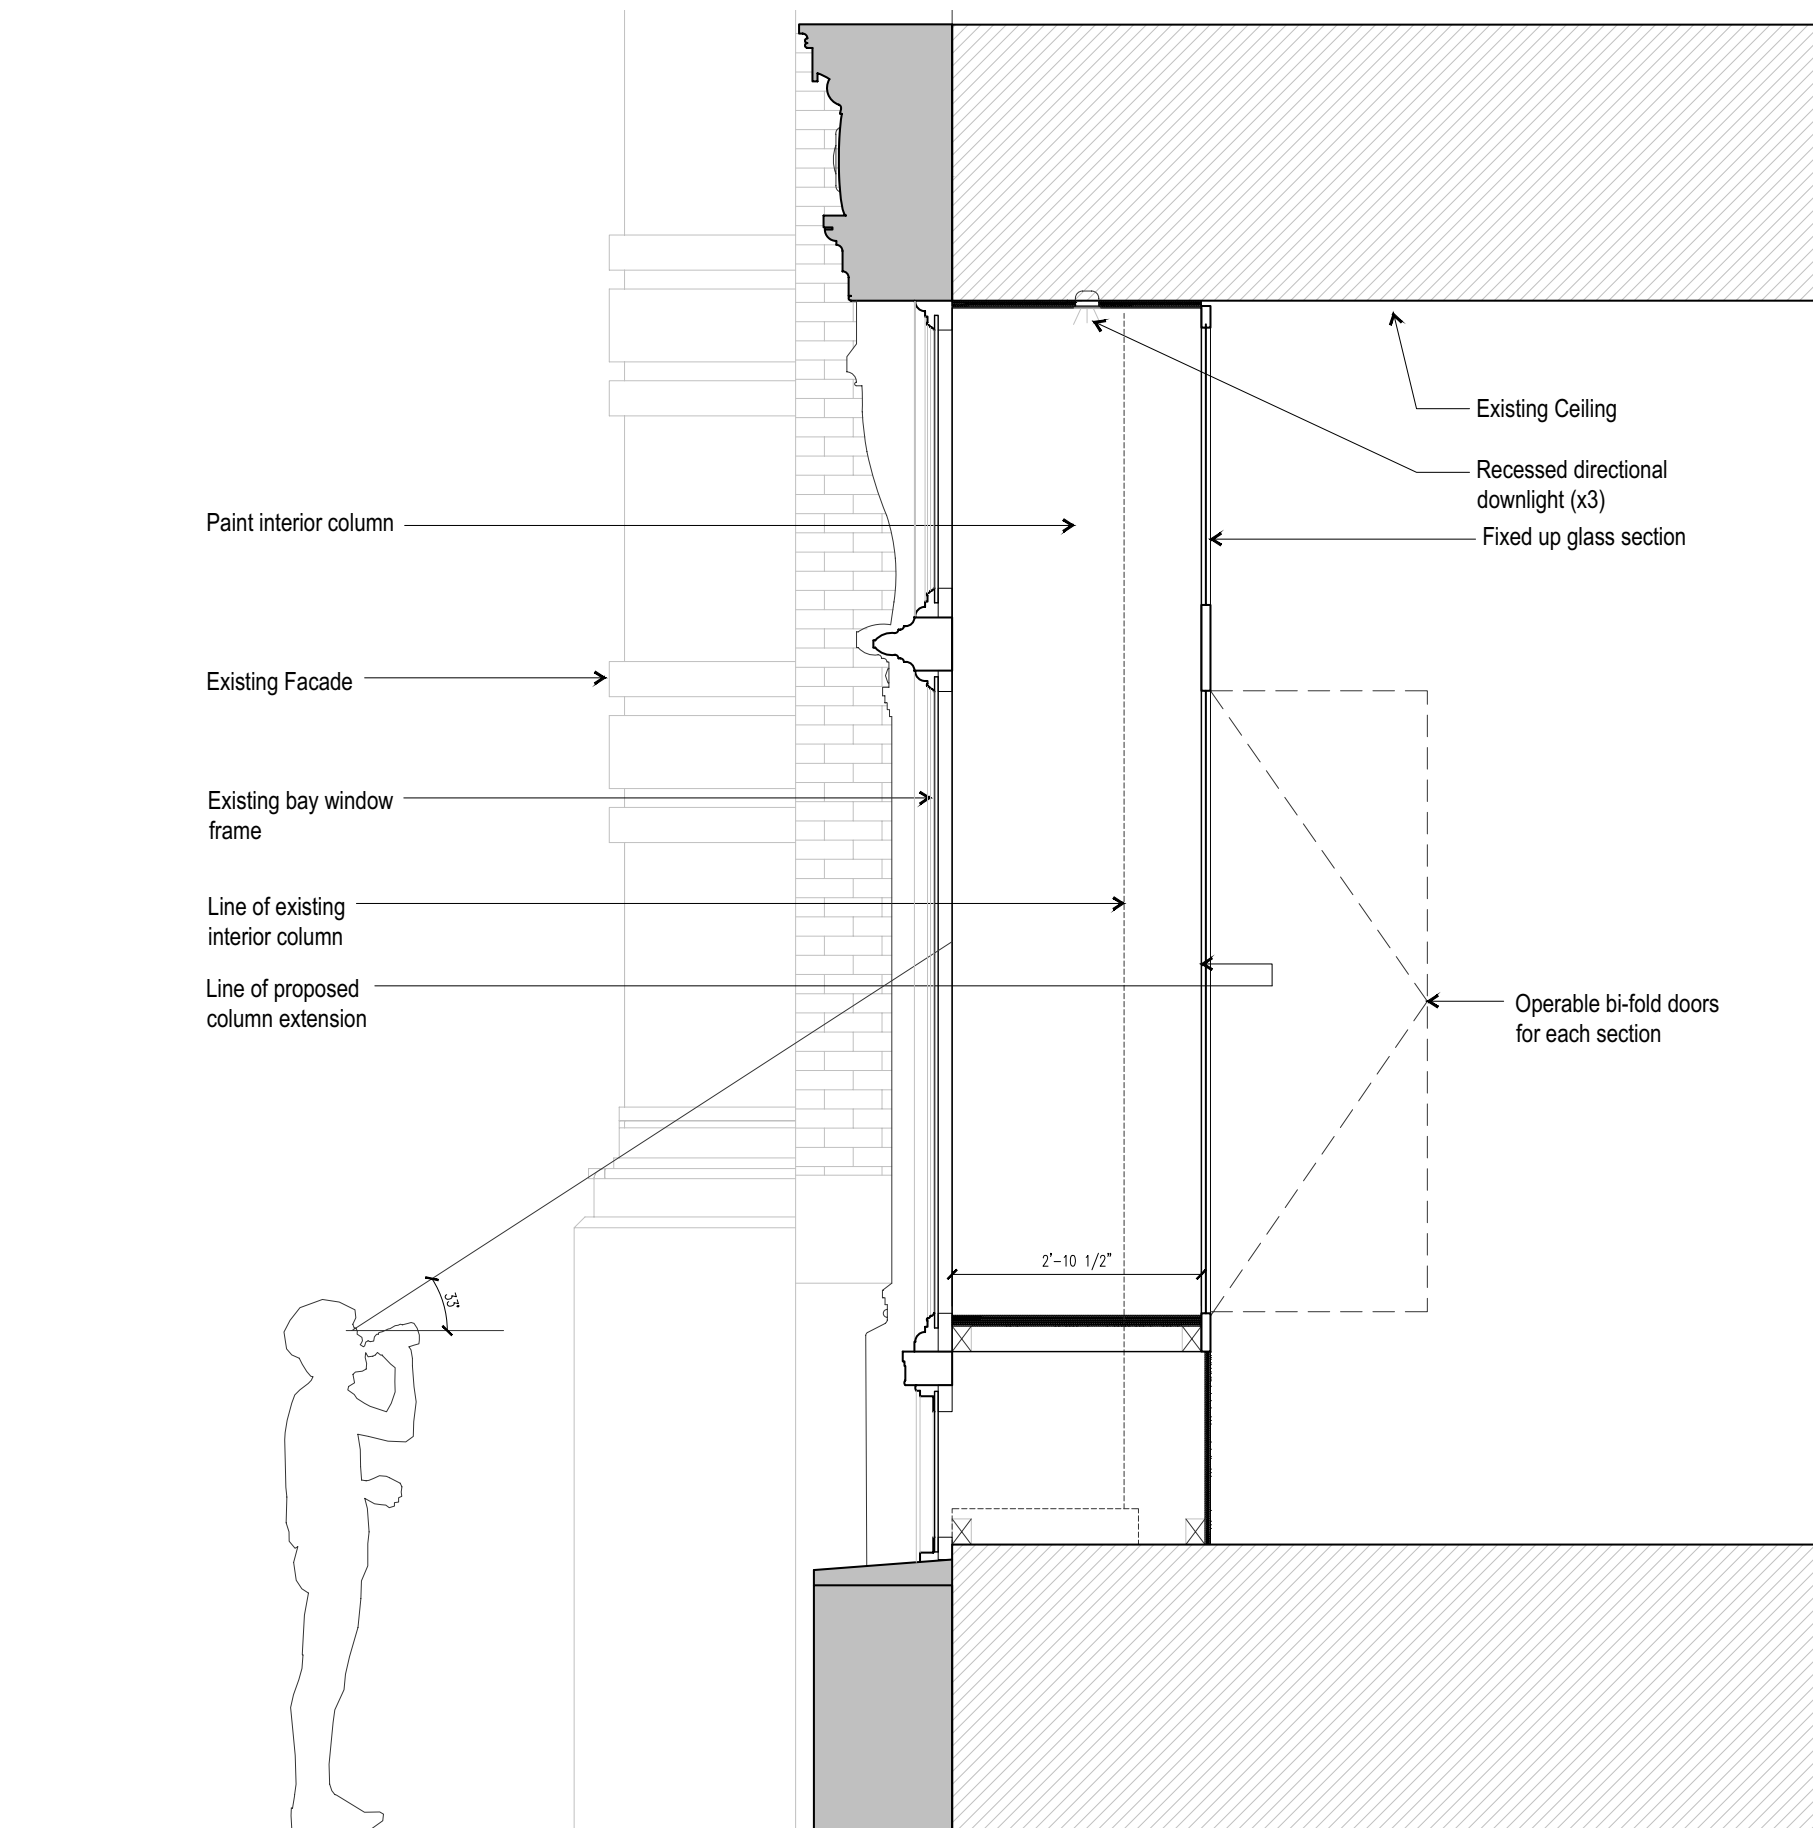 Existing Ceiling
Recessed directional
downlight (x3)
Paint interior column
Fixed up glass section
Existing Facade
Existing bay window
frame
Line of existing
interior column
Line of proposed
column extension
Operable bi-fold doors
for each section
2'-10 1/2"
33°